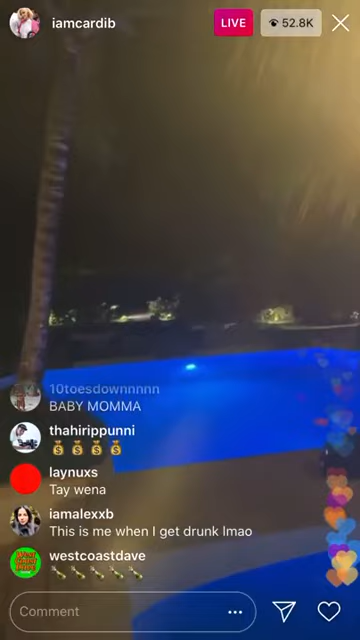 iamcardib
LIVE
52.8K
10toesdownnnnn
BABY MOMMA
thahirippunni
💰 💰 💰 💰
laynuxs
Tay wena
iamalexxb
This is me when I get drunk lmao
westcoastdave
🍾 🍾 🍾 🍾 🍾
Comment